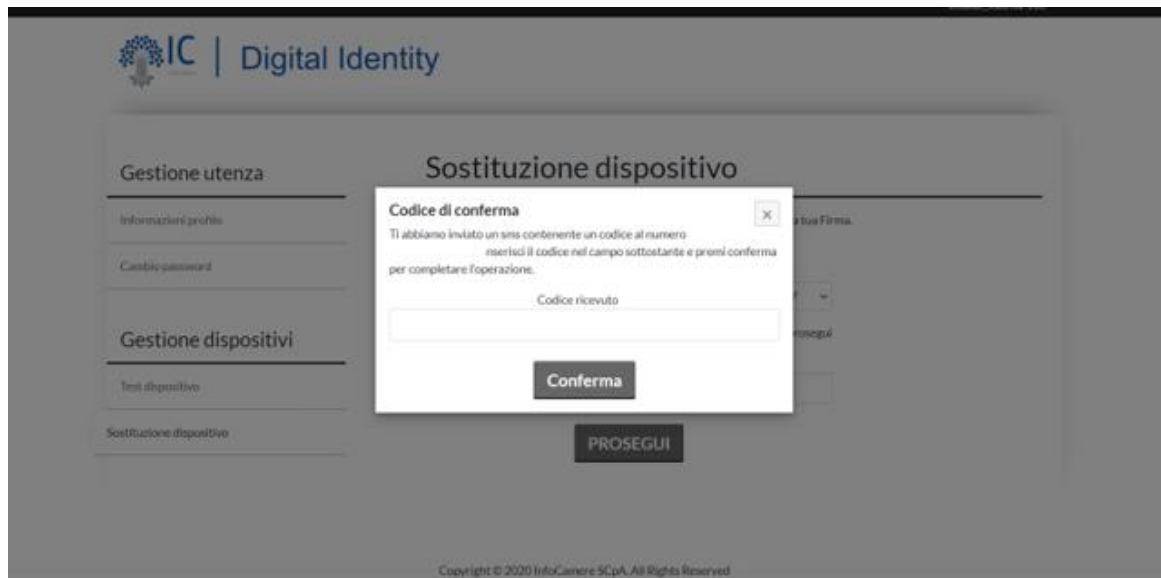 IC | Digital Identity
Gestione utenza
Informazioni profilo
Cambio password
Gestione dispositivi
Test dispositivo
Sostituzione dispositivo
Sostituzione dispositivo
a tua Firma.
prosegui
PROSEGUI
Codice di conferma
×
Ti abbiamo inviato un sms contenente un codice al numero
nserisci il codice nel campo sottostante e premi conferma
per completare l'operazione.
Codice ricevuto
Conferma
Copyright © 2020 InfoCamere SCpA. All Rights Reserved